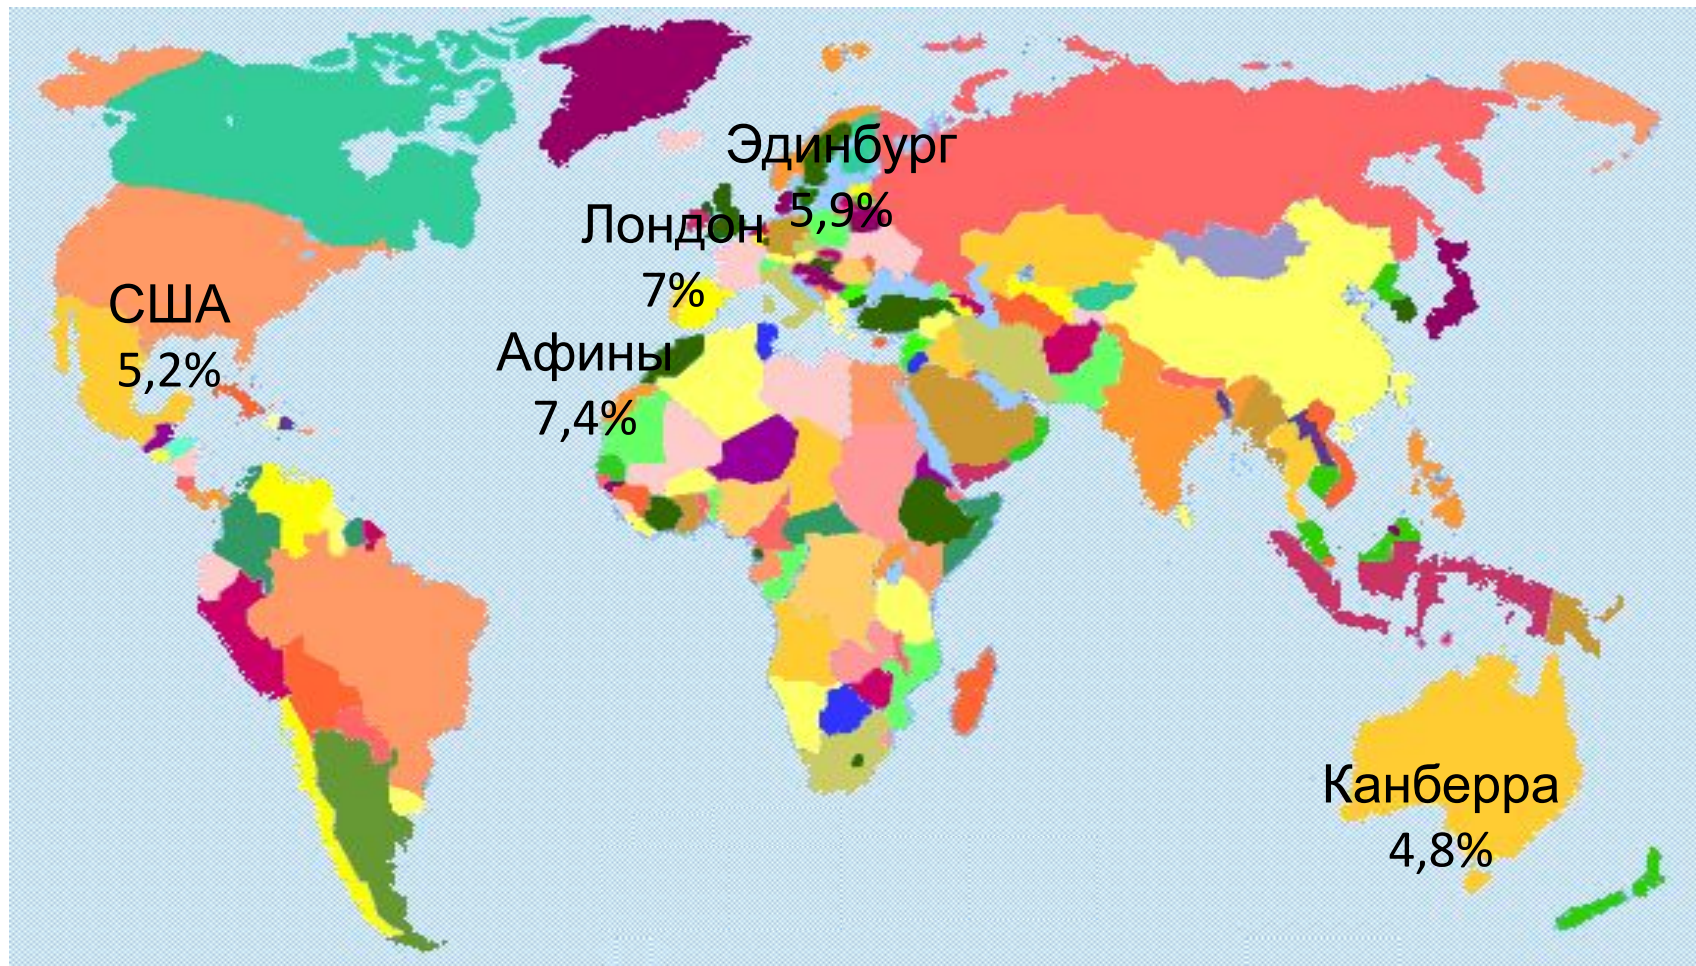 Эдинбург
5,9%
Лондон
7%
США
5,2%
Афины
7,4%
Канберра
4,8%